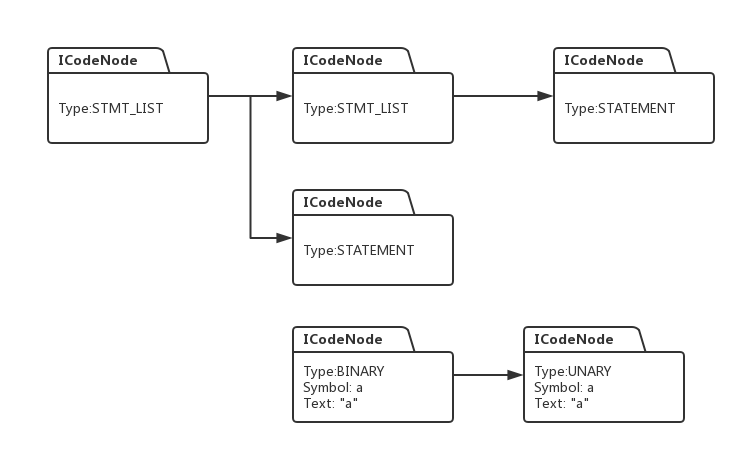 ICodeNode
Type:STMT_LIST
ICodeNode
Type:STMT_LIST
ICodeNode
Type:STATEMENT
ICodeNode
Type:STATEMENT
ICodeNode
Type:BINARY
Symbol: a
Text: "a"
ICodeNode
Type:UNARY
Symbol: a
Text: "a"